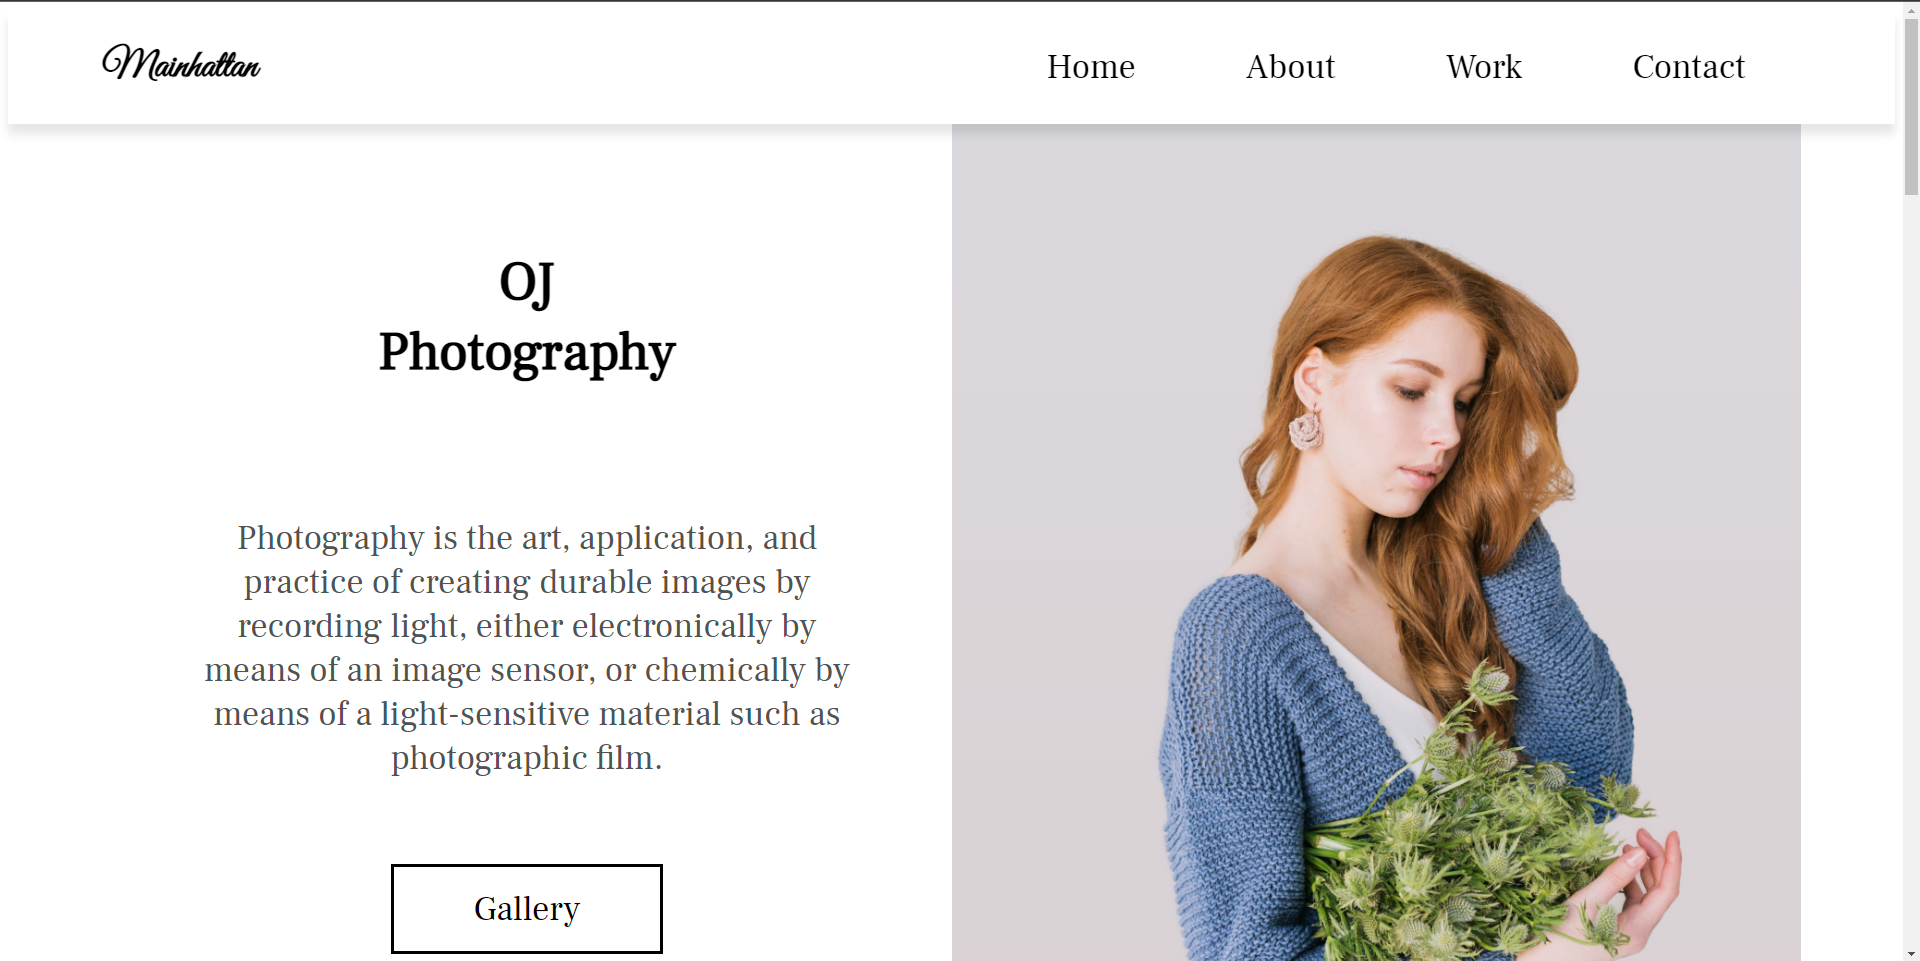 Mainhattan
Home About Work Contact
OJ
Photography
Photography is the art, application, and
practice of creating durable images by
recording light, either electronically by
means of an image sensor, or chemically by
means of a light-sensitive material such as
photographic film.
Gallery